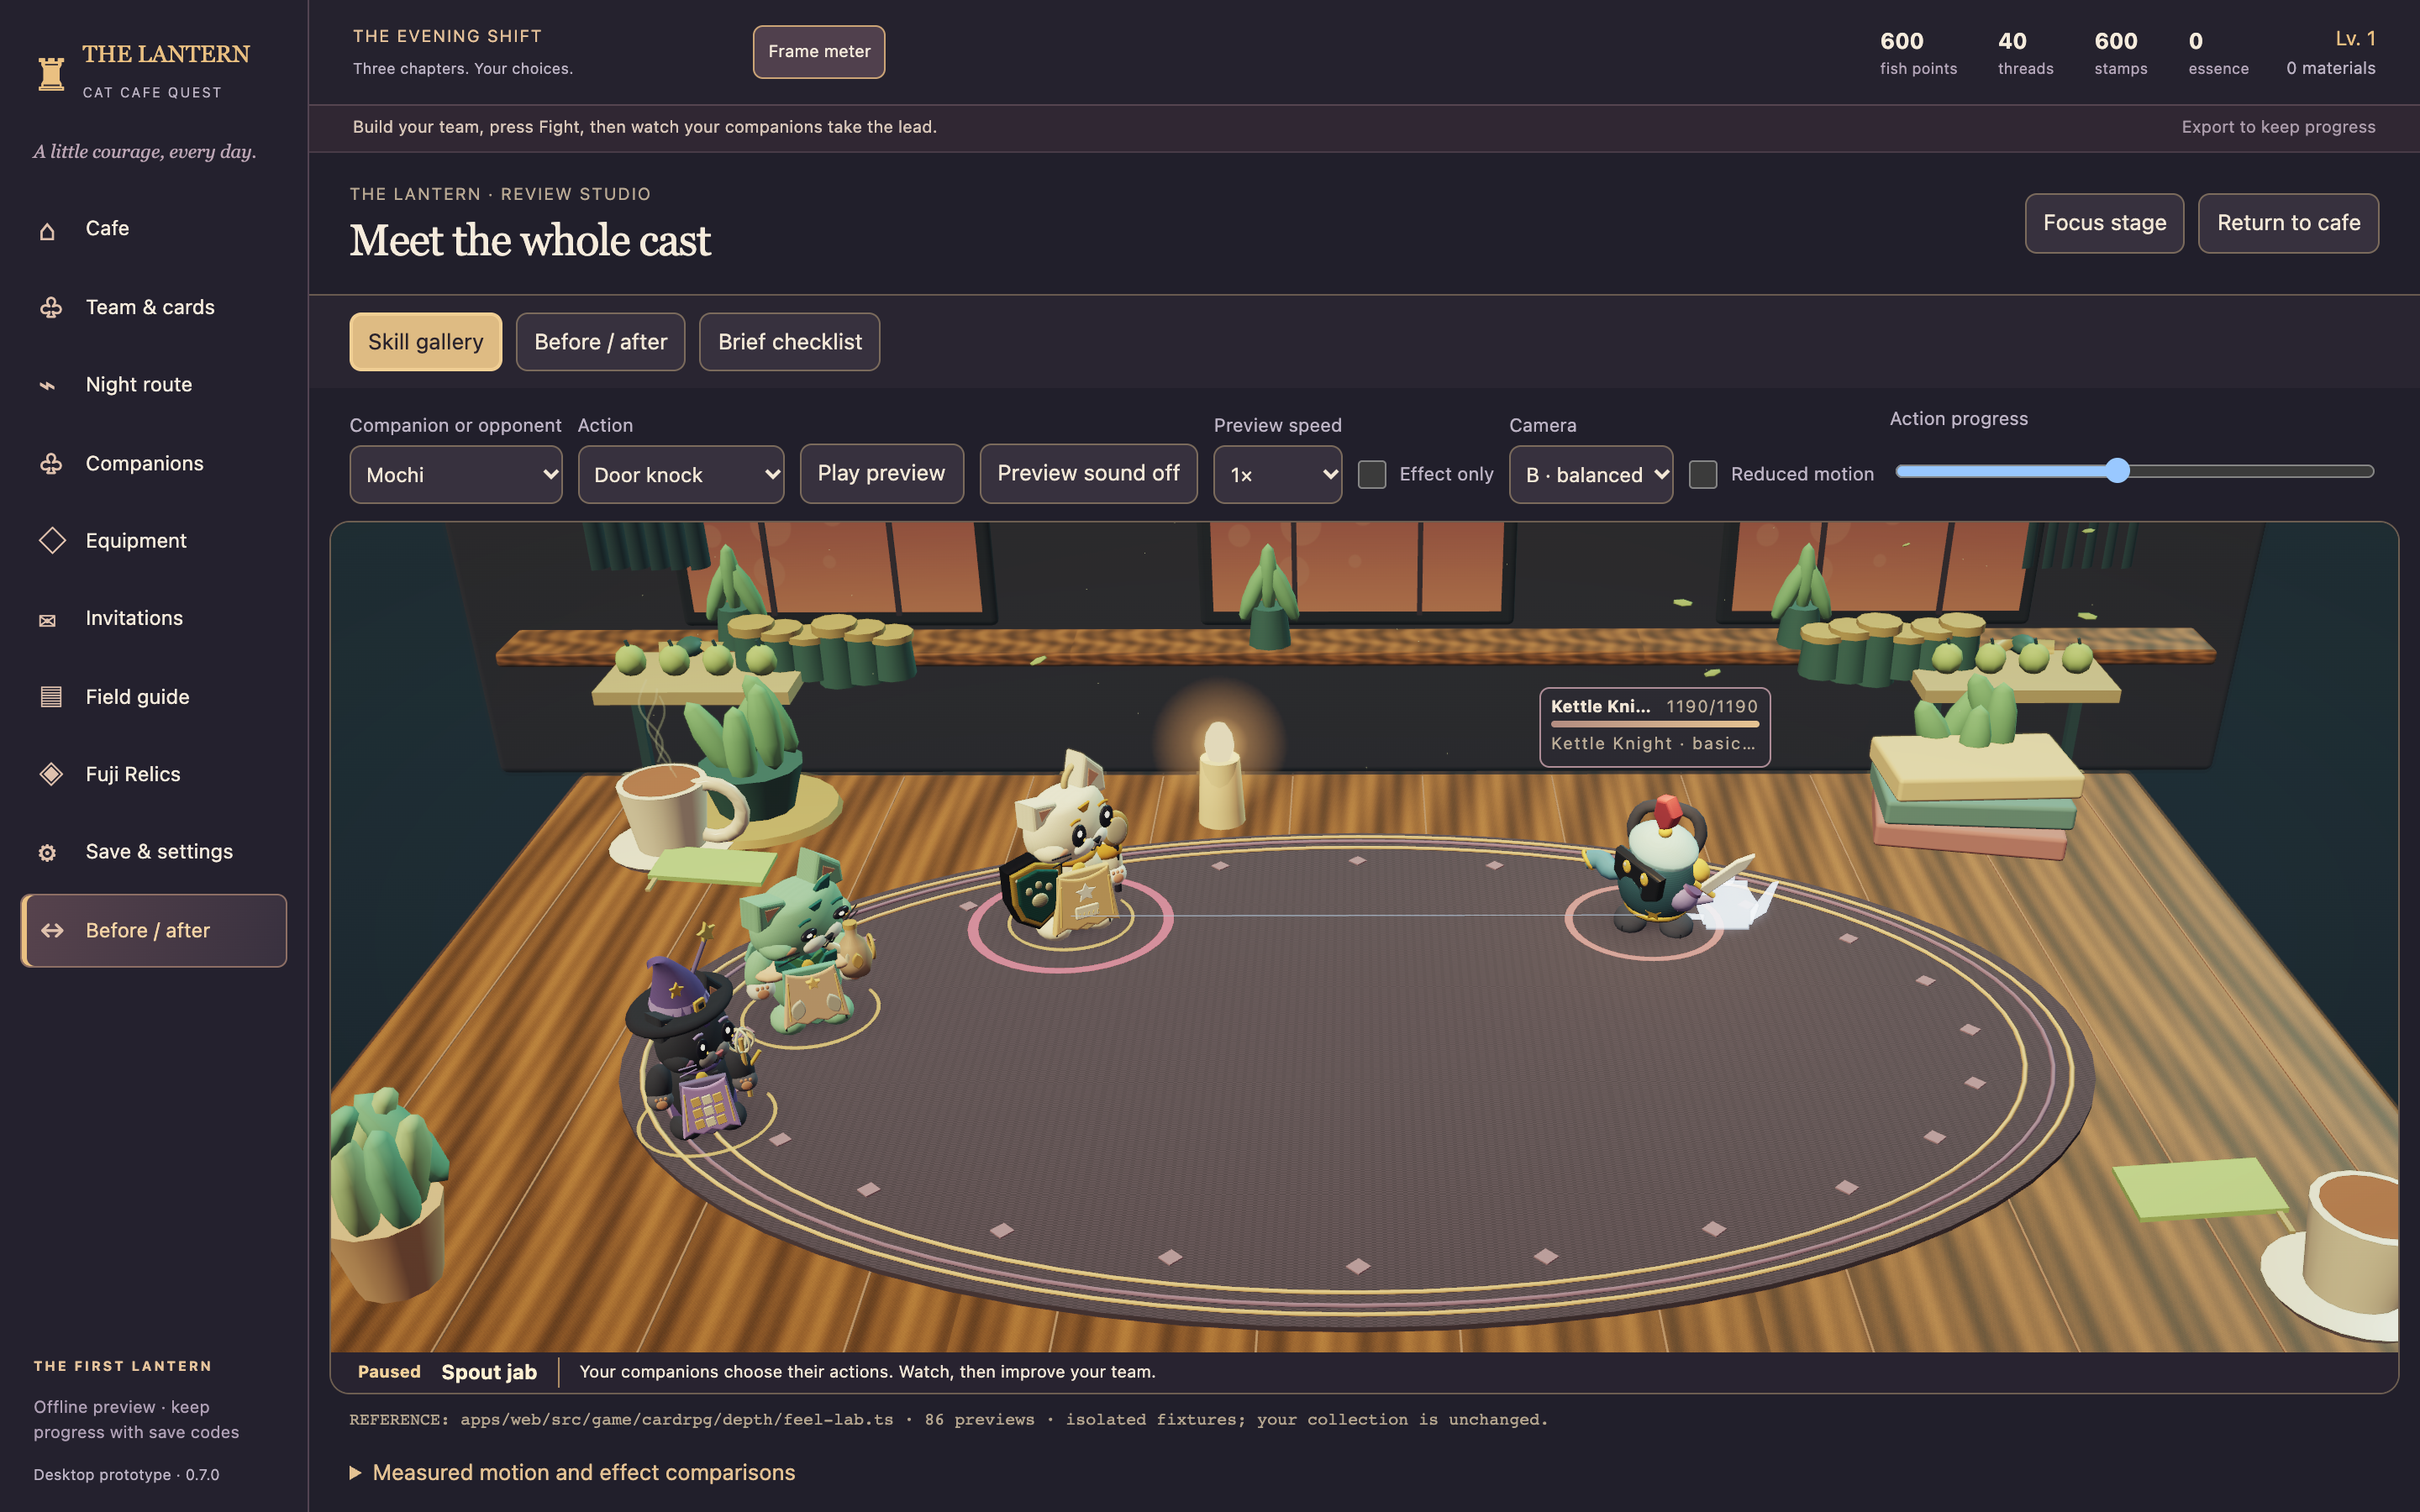 THE LANTERN
CAT CAFE QUEST
A little courage, every day.
Cafe
Team & cards
Night route
Companions
Equipment
Invitations
Field guide
Fuji Relics
Save & settings
Before / after
THE FIRST LANTERN
Offline preview · keep
progress with save codes
Desktop prototype · 0.7.0
THE EVENING SHIFT
Three chapters. Your choices.
Frame meter
600 fish points
40 threads
600 stamps
0 essence
Lv. 1
0 materials
Build your team, press Fight, then watch your companions take the lead.
Export to keep progress
THE LANTERN · REVIEW STUDIO
Meet the whole cast
Focus stage
Return to cafe
Skill gallery
Before / after
Brief checklist
Companion or opponent
Mochi
Action
Door knock
Play preview
Preview sound off
Preview speed
1×
Effect only
Camera
B · balanced
Reduced motion
Action progress
Kettle Kni... 1190/1190
Kettle Knight · basic...
Paused Spout jab Your companions choose their actions. Watch, then improve your team.
REFERENCE: apps/web/src/game/cardrpg/depth/feel-lab.ts · 86 previews · isolated fixtures; your collection is unchanged.
Measured motion and effect comparisons